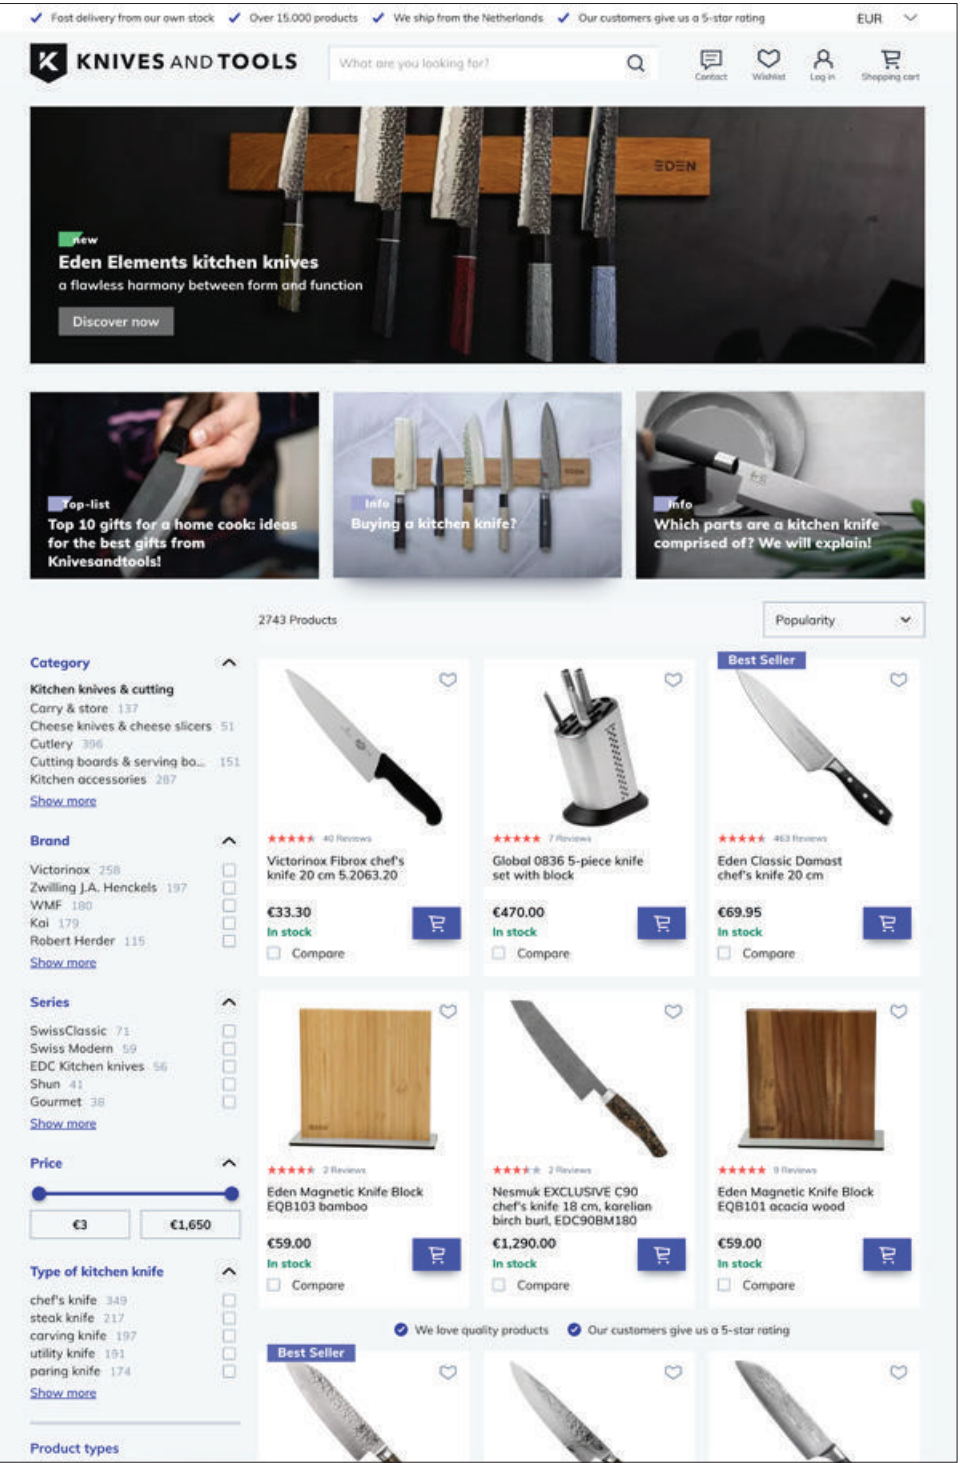 Fast delivery from our own stock
Over 15.000 products
We ship from the Netherlands
Our customers give us a 5-star rating
EUR
KNIVES AND TOOLS
What are you looking for?
Contact
Wishlist
Log in
Shopping cart
EDEN
new
Eden Elements kitchen knives
a flawless harmony between form and function
Discover now
Top-list
Top 10 gifts for a home cook: ideas
for the best gifts from
Knivesandtools!
EDEN
Info
Buying a kitchen knife?
Info
Which parts are a kitchen knife
comprised of? We will explain!
2743 Products
Popularity
Category
Kitchen knives & cutting
Carry & store 137
Cheese knives & cheese slicers 51
Cutlery 396
Cutting boards & serving bo... 151
Kitchen accessories 287
Show more
Brand
Victorinox 258
Zwilling J.A. Henckels 197
WMF 180
Kai 179
Robert Herder 115
Show more
Series
SwissClassic 71
Swiss Modern 59
EDC Kitchen knives 56
Shun 41
Gourmet 38
Show more
Price
€3
€1,650
Type of kitchen knife
chef's knife 349
steak knife 217
carving knife 197
utility knife 191
paring knife 174
Show more
Product types
40 Reviews
Victorinox Fibrox chef's
knife 20 cm 5.2063.20
€33.30
In stock
Compare
7 Reviews
Global 0836 5-piece knife
set with block
€470.00
In stock
Compare
Best Seller
463 Reviews
Eden Classic Damast
chef's knife 20 cm
€69.95
In stock
Compare
2 Reviews
Eden Magnetic Knife Block
EQB103 bamboo
€59.00
In stock
Compare
2 Reviews
Nesmuk EXCLUSIVE C90
chef's knife 18 cm, karelian
birch burl, EDC90BM180
€1,290.00
In stock
Compare
9 Reviews
Eden Magnetic Knife Block
EQB101 acacia wood
€59.00
In stock
Compare
We love quality products
Our customers give us a 5-star rating
Best Seller